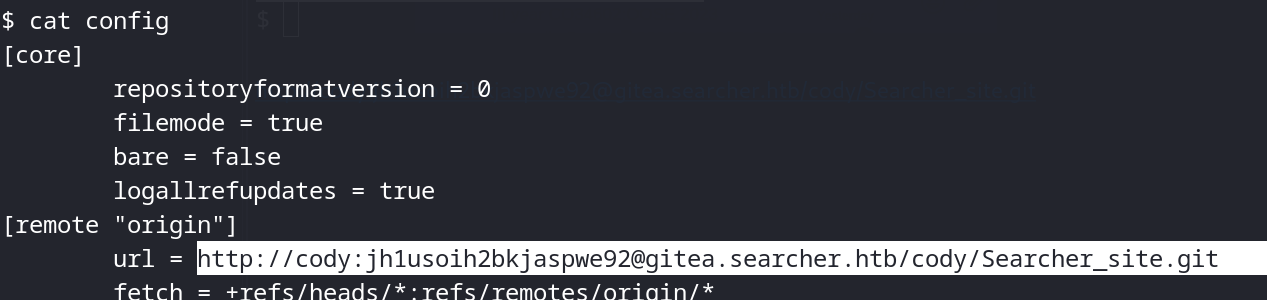 $ cat config
[core]
repositoryformatversion = 0
filemode = true
bare = false
logallrefupdates = true
[remote "origin"]
url = http://cody:jh1usoih2bkjaspwe92@gitea.searcher.htb/cody/Searcher_site.git
fetch = +refs/heads/*:refs/remotes/origin/*